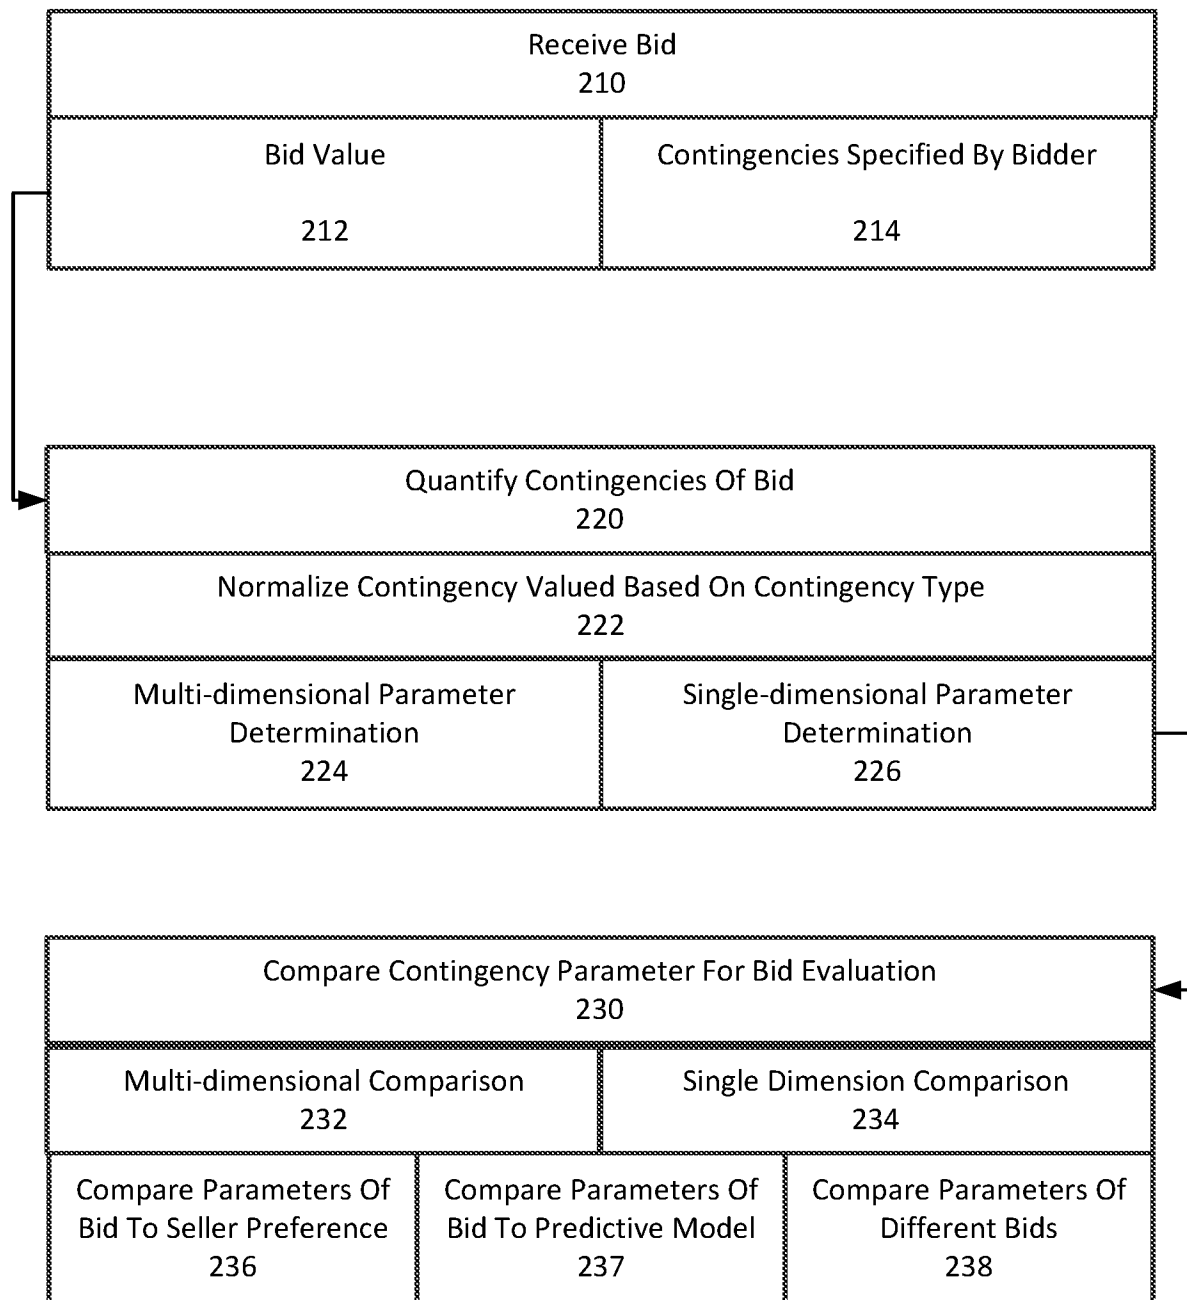 Receive Bid
210
Bid Value
212
Contingencies Specified By Bidder
214
Quantify Contingencies Of Bid
220
Normalize Contingency Valued Based On Contingency Type
222
Multi-dimensional Parameter
Determination
224
Single-dimensional Parameter
Determination
226
Compare Contingency Parameter For Bid Evaluation
230
Multi-dimensional Comparison
232
Single Dimension Comparison
234
Compare Parameters Of
Bid To Seller Preference
236
Compare Parameters Of
Bid To Predictive Model
237
Compare Parameters Of
Different Bids
238